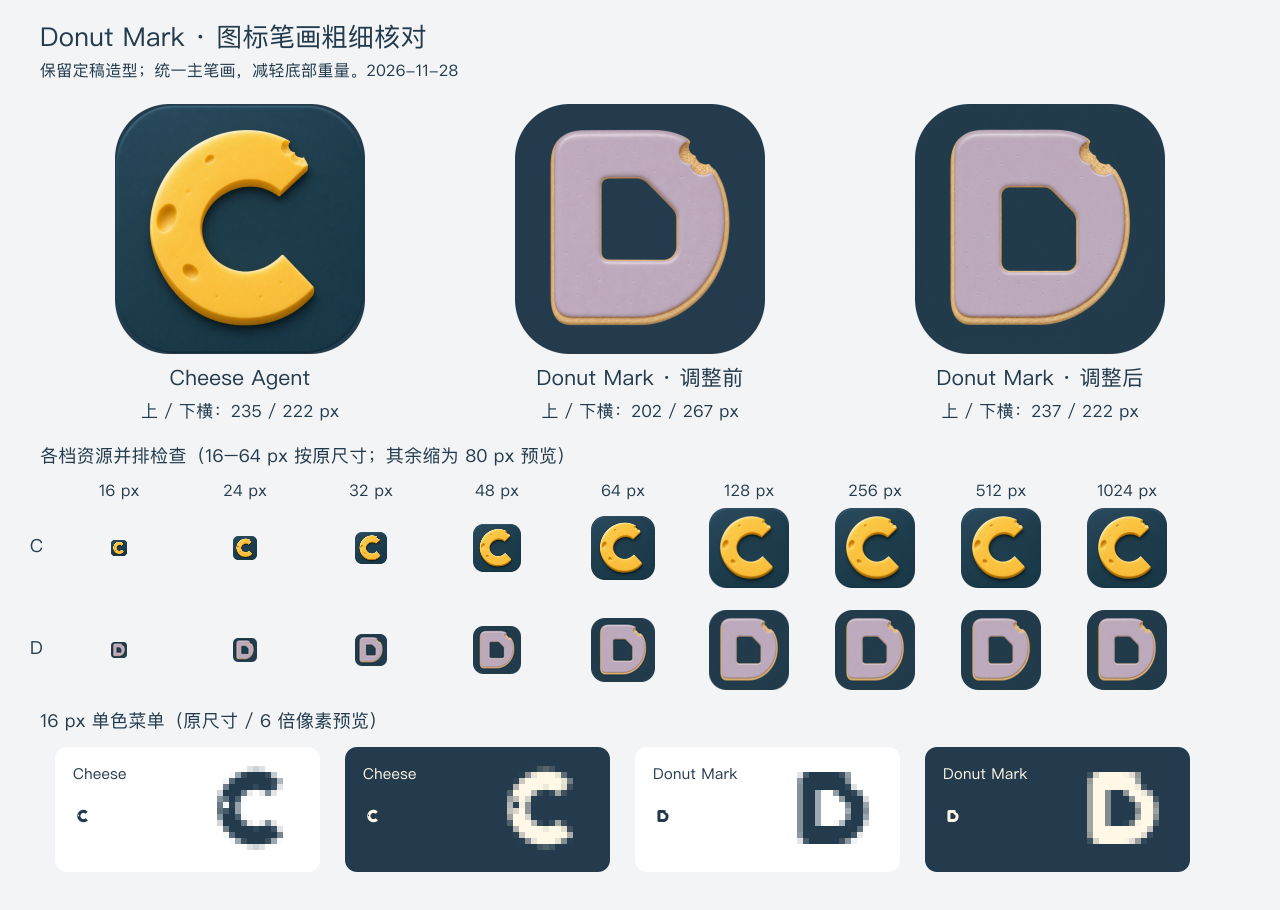 Donut Mark · 图标笔画粗细核对
保留定稿造型；统一主笔画，减轻底部重量。2026-11-28
Cheese Agent
Donut Mark · 调整前
Donut Mark · 调整后
上 / 下横：235 / 222 px
上 / 下横：202 / 267 px
上 / 下横：237 / 222 px
各档资源并排检查（16—64 px 按原尺寸；其余缩为 80 px 预览）
16 px 24 px 32 px 48 px 64 px 128 px 256 px 512 px 1024 px
C
D
16 px 单色菜单（原尺寸 / 6 倍像素预览）
Cheese
Cheese
Donut Mark
Donut Mark